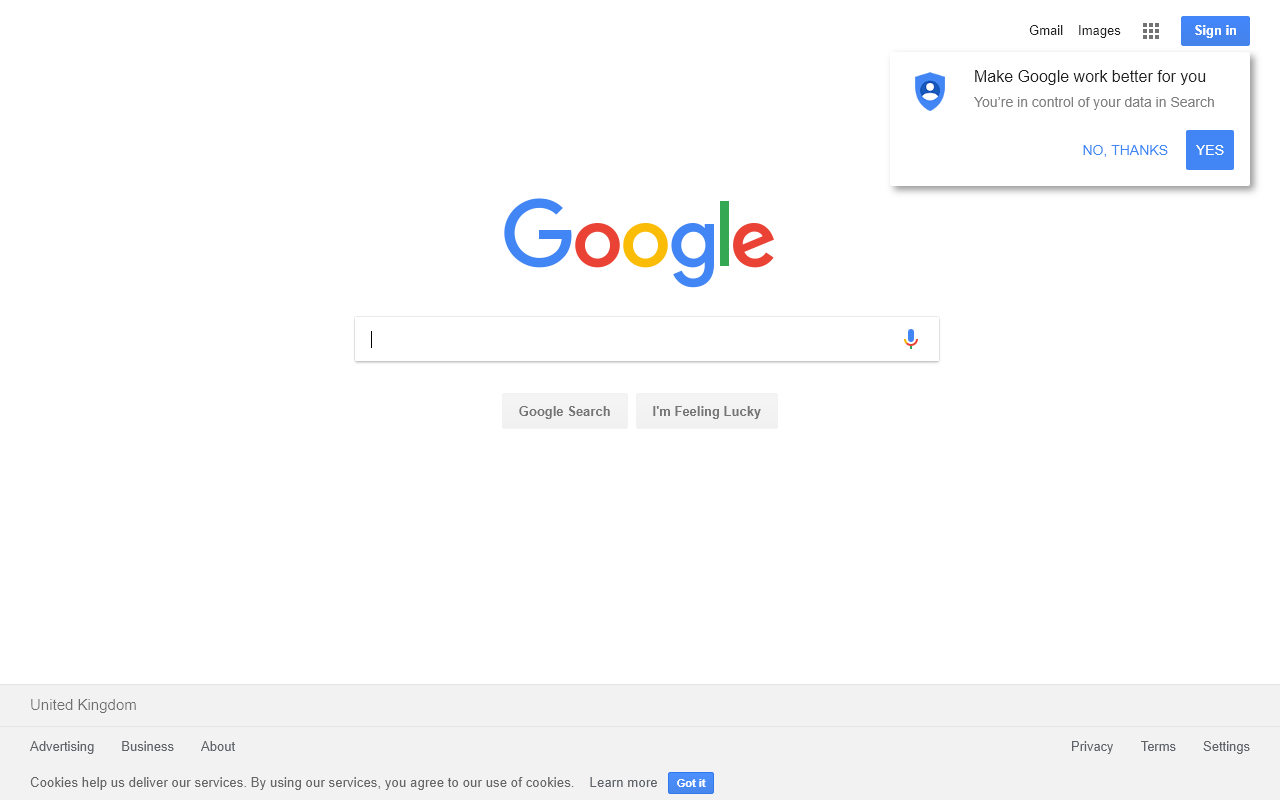 Gmail Images Sign in
Make Google work better for you
You're in control of your data in Search
NO, THANKS YES
Google
Google Search I'm Feeling Lucky
United Kingdom
Advertising Business About Privacy Terms Settings
Cookies help us deliver our services. By using our services, you agree to our use of cookies. Learn more Got it